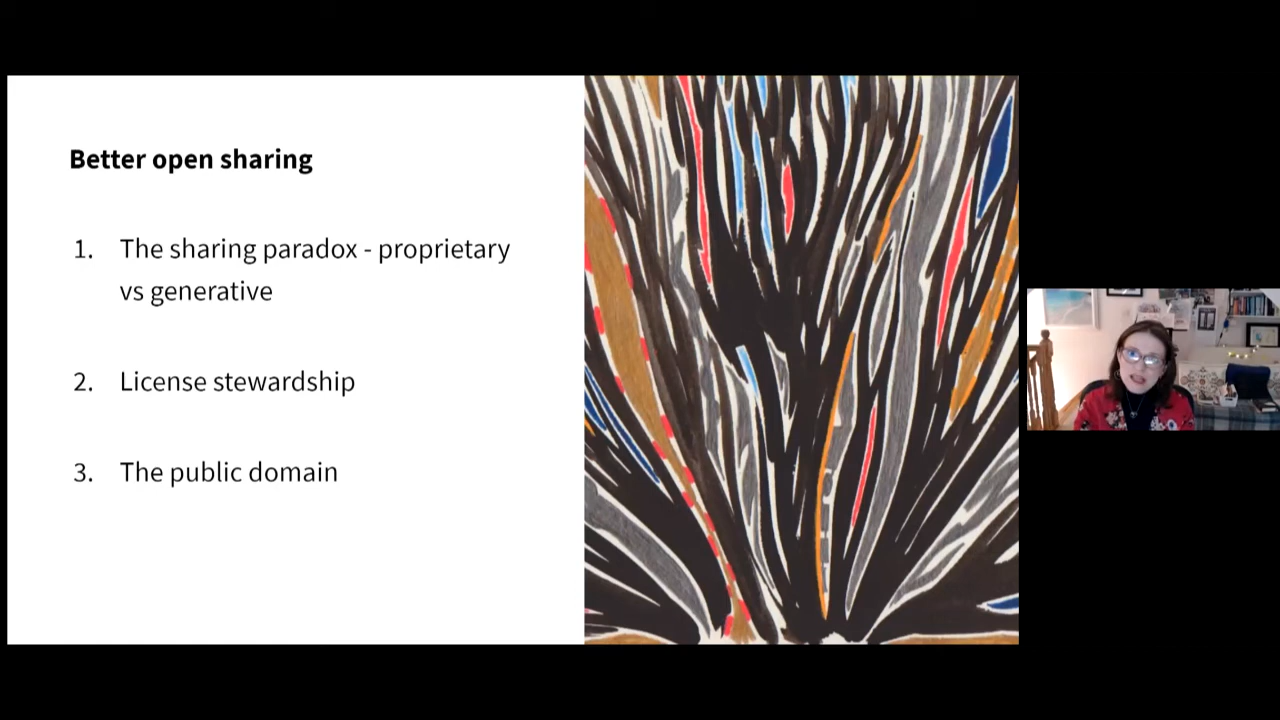 Better open sharing
1. The sharing paradox - proprietary
vs generative
2. License stewardship
3. The public domain